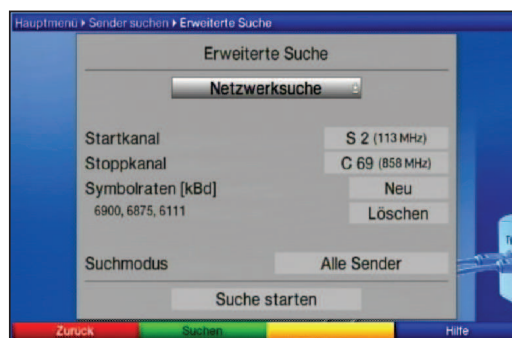 Hauptmenü ▸ Sender suchen ▸ Erweiterte Suche
Erweiterte Suche
Netzwerksuche
Startkanal S 2 (113 MHz)
Stoppkanal C 69 (858 MHz)
Symbolraten [kBd] Neu
6900, 6875, 6111 Löschen
Suchmodus Alle Sender
Suche starten
Zurück Suchen Hilfe